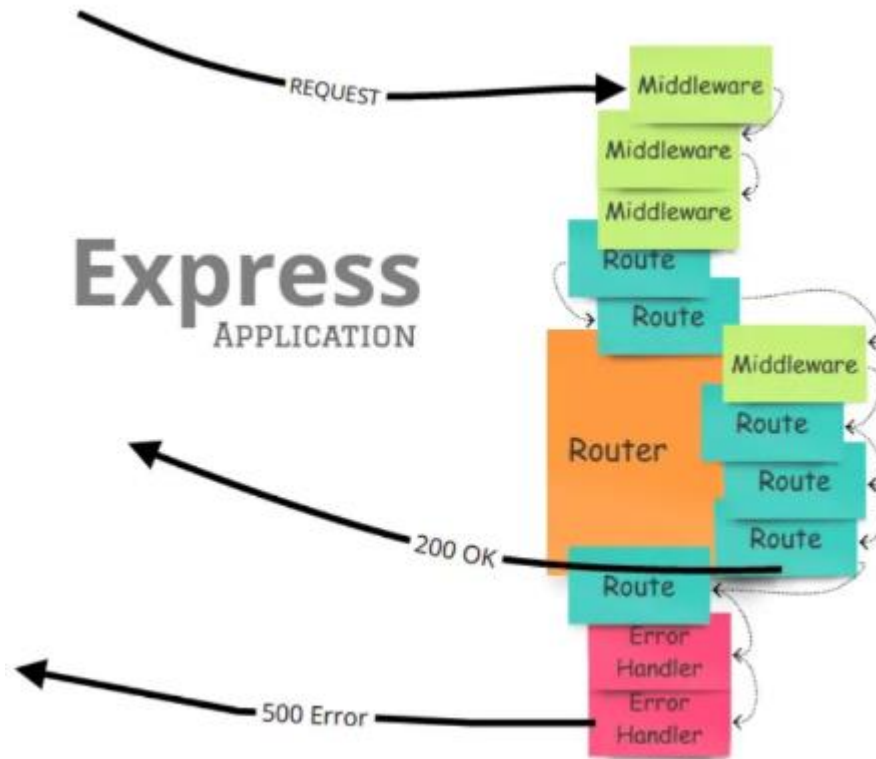 REQUEST
Middleware
Middleware
Middleware
Route
Route
Express
APPLICATION
Middleware
Route
Router
Route
Route
200 OK
Route
Error
Handler
Error
Handler
500 Error